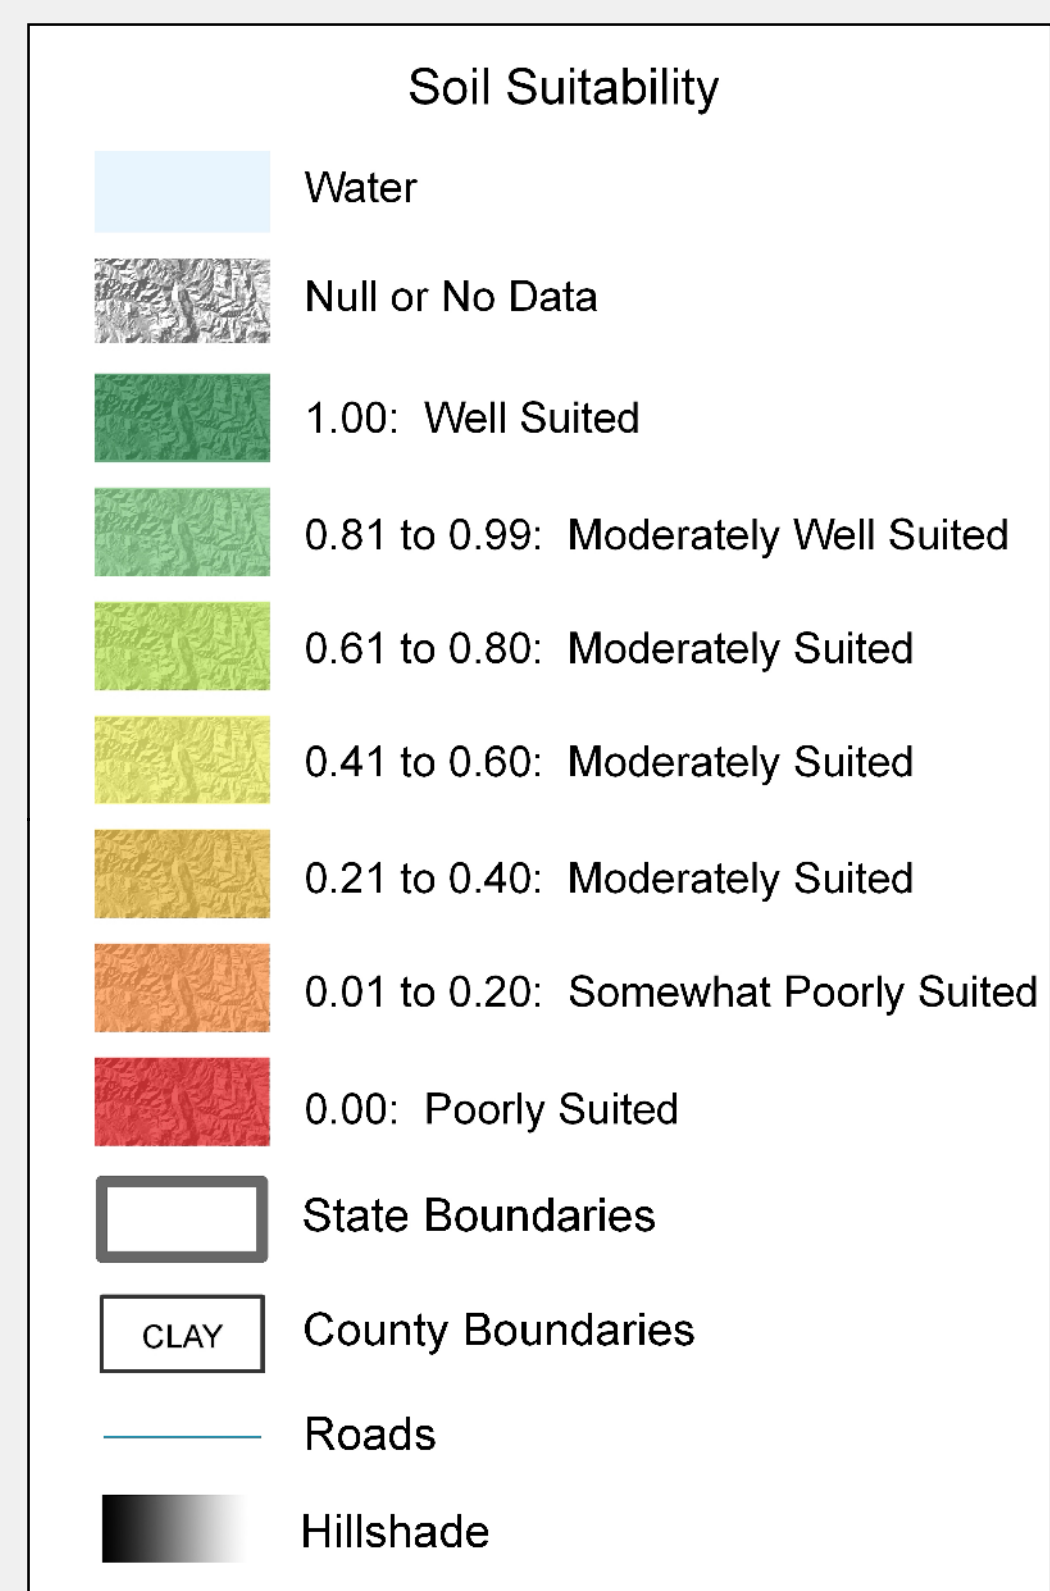 Soil Suitability
Water
Null or No Data
1.00: Well Suited
0.81 to 0.99: Moderately Well Suited
0.61 to 0.80: Moderately Suited
0.41 to 0.60: Moderately Suited
0.21 to 0.40: Moderately Suited
0.01 to 0.20: Somewhat Poorly Suited
0.00: Poorly Suited
State Boundaries
CLAY County Boundaries
Roads
Hillshade